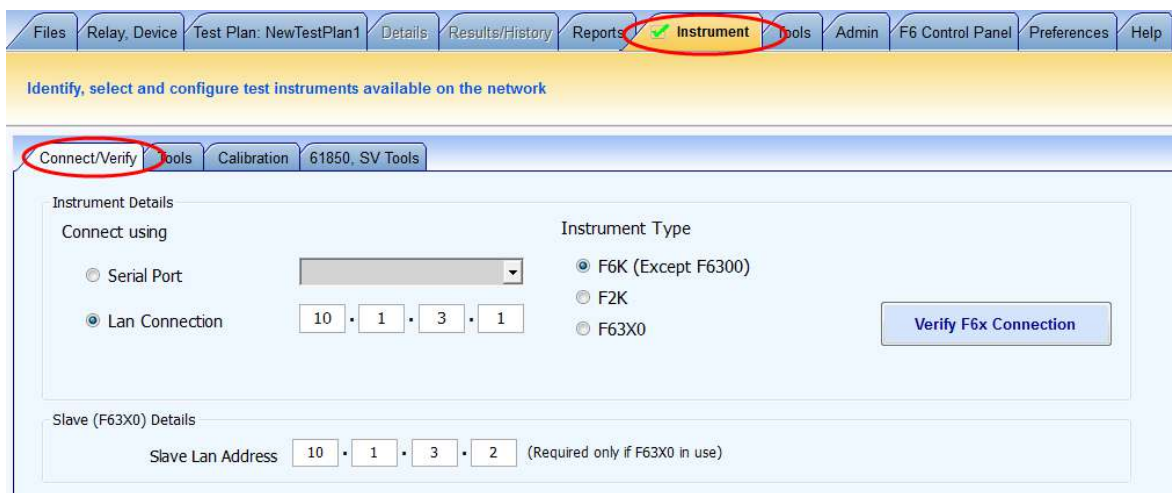 Files Relay, Device Test Plan: NewTestPlan1 Details Results/History Reports Instrument Tools Admin F6 Control Panel Preferences Help
Identify, select and configure test instruments available on the network
Connect/Verify Tools Calibration 61850, SV Tools
Instrument Details
Connect using Instrument Type
Serial Port F6K (Except F6300)
F2K
Lan Connection 10 . 1 . 3 . 1 F63X0 Verify F6x Connection
Slave (F63X0) Details
Slave Lan Address 10 . 1 . 3 . 2 (Required only if F63X0 in use)